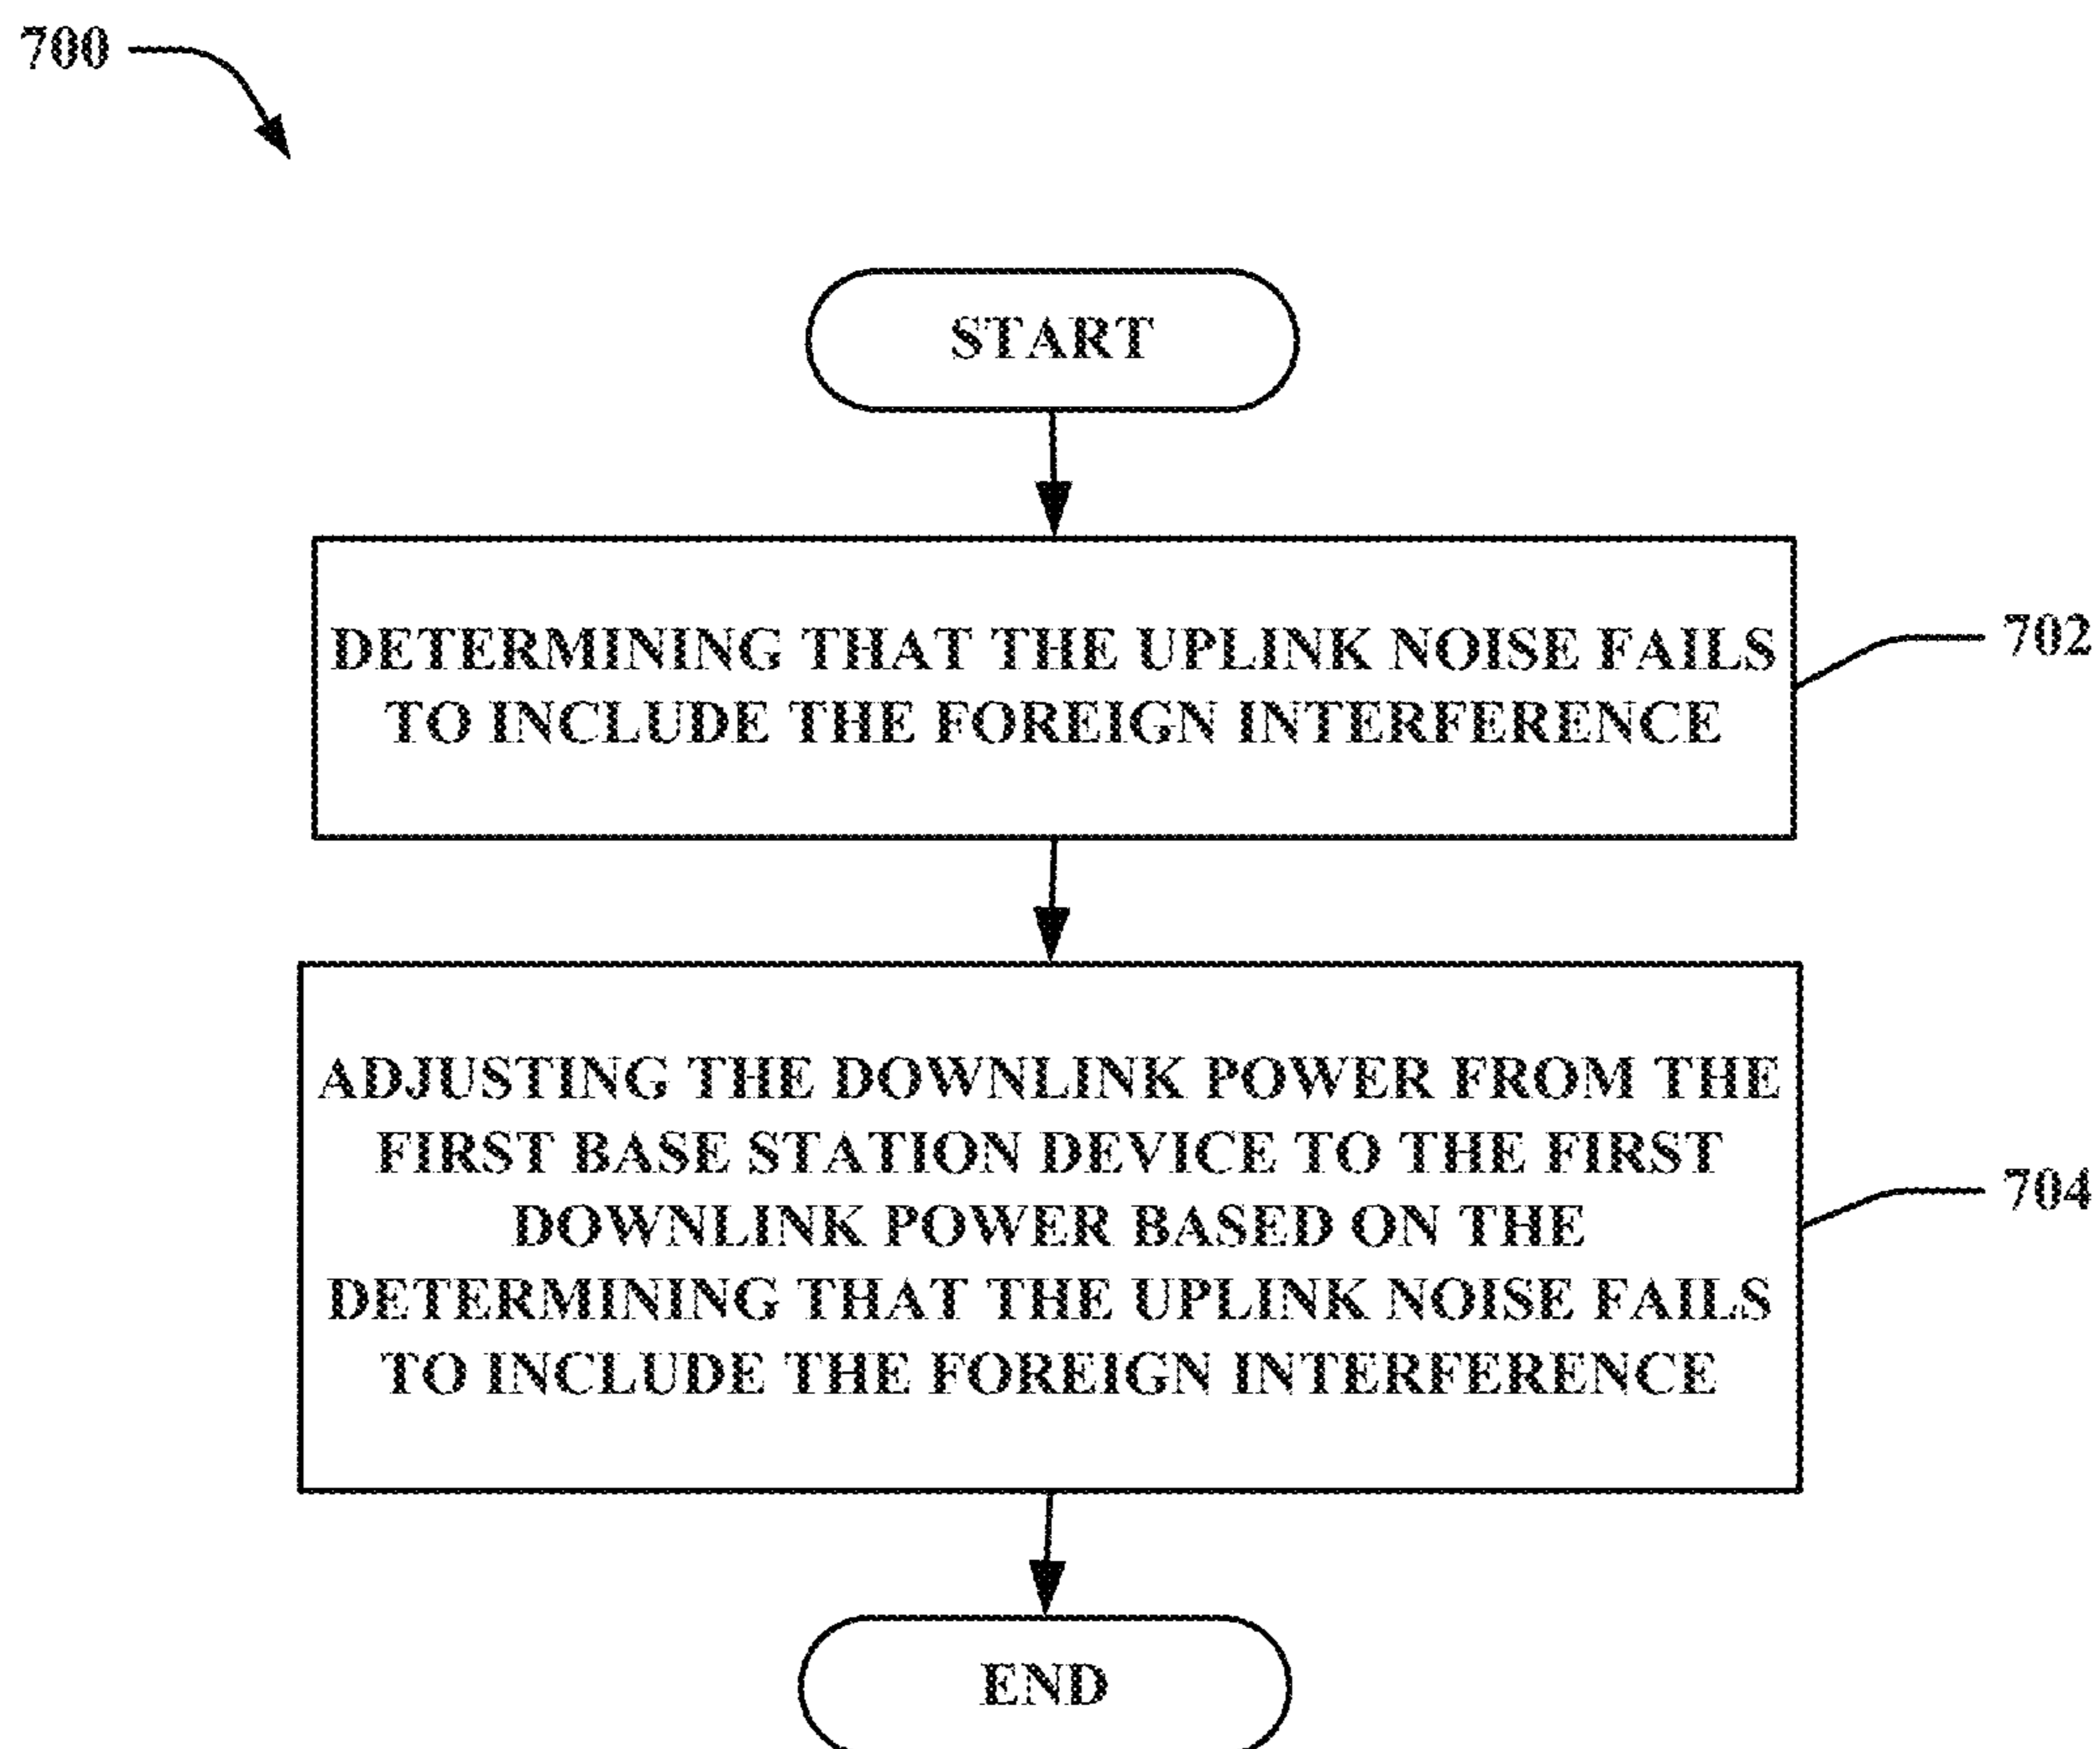 700
START
DETERMINING THAT THE UPLINK NOISE FAILS
TO INCLUDE THE FOREIGN INTERFERENCE
702
ADJUSTING THE DOWNLINK POWER FROM THE
FIRST BASE STATION DEVICE TO THE FIRST
DOWNLINK POWER BASED ON THE
DETERMINING THAT THE UPLINK NOISE FAILS
TO INCLUDE THE FOREIGN INTERFERENCE
704
END